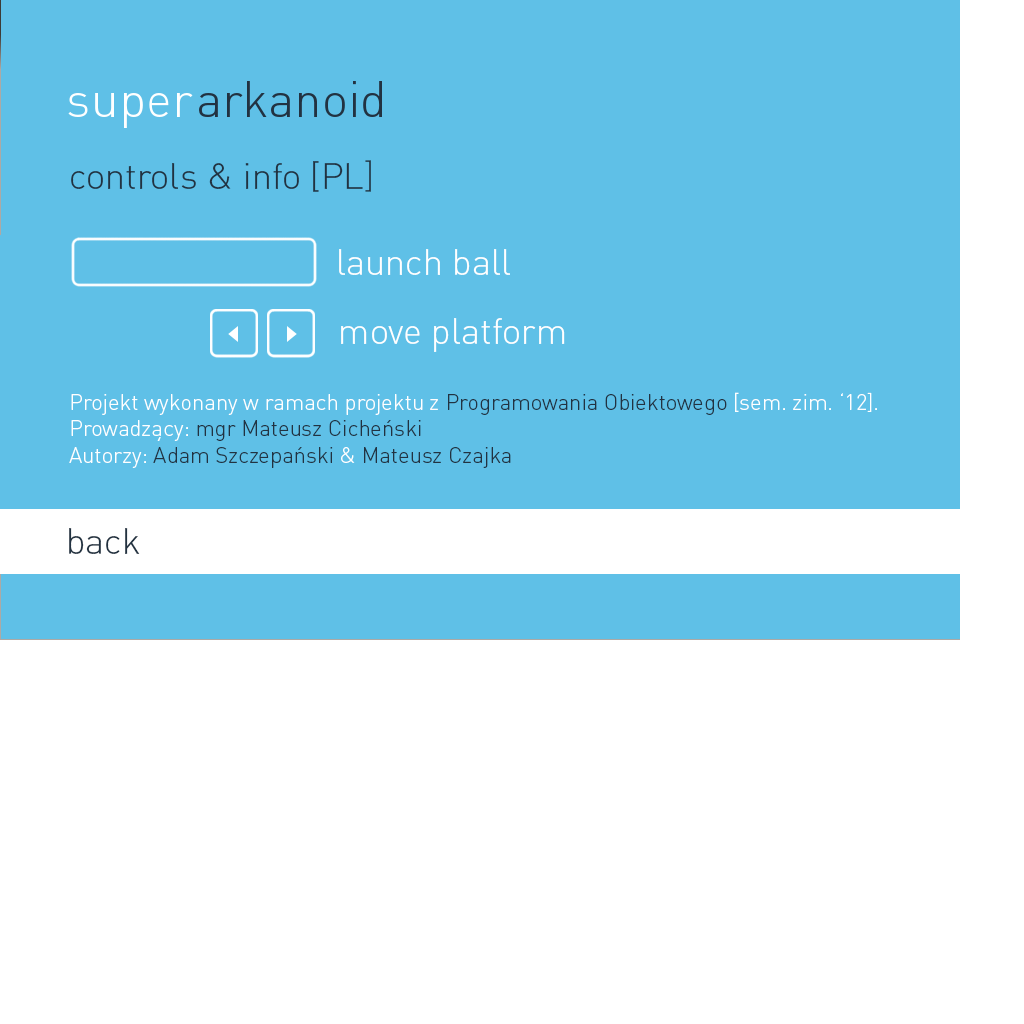 superarkanoid
controls & info [PL]
launch ball
move platform
Projekt wykonany w ramach projektu z Programowania Obiektowego [sem. zim. '12].
Prowadzący: mgr Mateusz Cicheński
Autorzy: Adam Szczepański & Mateusz Czajka
back